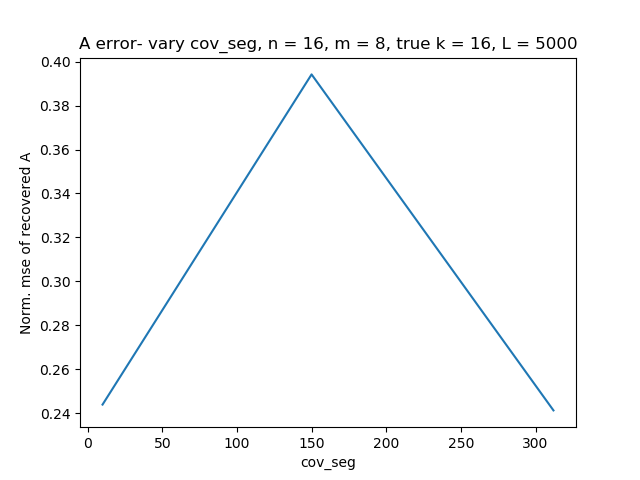 A error- vary cov_seg, n = 16, m = 8, true k = 16, L = 5000
Norm. mse of recovered A
0.40
0.38
0.36
0.34
0.32
0.30
0.28
0.26
0.24
0 50 100 150 200 250 300
cov_seg